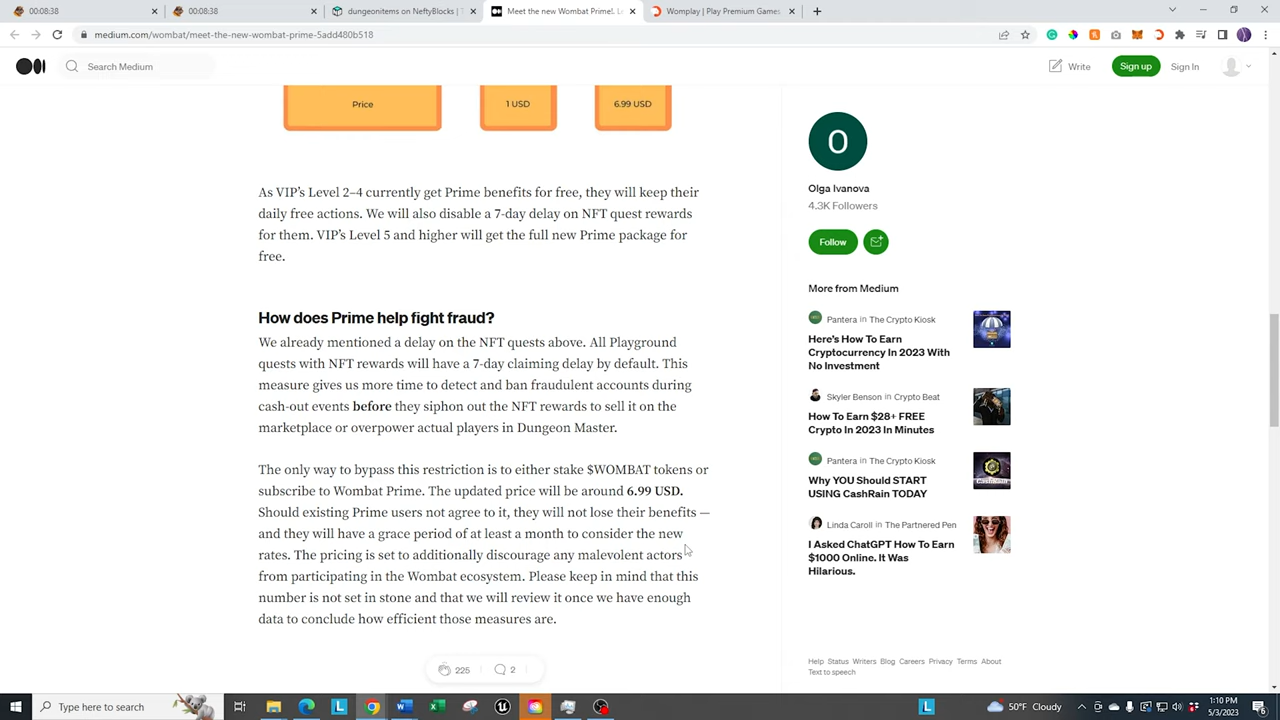 00:08:38
00:08:38
dungeonitems on NeftyBlocks | T
Meet the new Wombat Prime!. L
Womplay | Play Premium Games
medium.com/wombat/meet-the-new-wombat-prime-5add480b518
Search Medium
Write
Sign up
Sign In
Price
1 USD
6.99 USD
As VIP's Level 2–4 currently get Prime benefits for free, they will keep their
daily free actions. We will also disable a 7-day delay on NFT quest rewards
for them. VIP's Level 5 and higher will get the full new Prime package for
free.
How does Prime help fight fraud?
We already mentioned a delay on the NFT quests above. All Playground
quests with NFT rewards will have a 7-day claiming delay by default. This
measure gives us more time to detect and ban fraudulent accounts during
cash-out events before they siphon out the NFT rewards to sell it on the
marketplace or overpower actual players in Dungeon Master.
The only way to bypass this restriction is to either stake $WOMBAT tokens or
subscribe to Wombat Prime. The updated price will be around 6.99 USD.
Should existing Prime users not agree to it, they will not lose their benefits —
and they will have a grace period of at least a month to consider the new
rates. The pricing is set to additionally discourage any malevolent actors
from participating in the Wombat ecosystem. Please keep in mind that this
number is not set in stone and that we will review it once we have enough
data to conclude how efficient those measures are.
225
2
O
Olga Ivanova
4.3K Followers
Follow
More from Medium
Pantera in The Crypto Kiosk
Here's How To Earn
Cryptocurrency In 2023 With
No Investment
Skyler Benson in Crypto Beat
How To Earn $28+ FREE
Crypto In 2023 In Minutes
Pantera in The Crypto Kiosk
Why YOU Should START
USING CashRain TODAY
Linda Caroll in The Partnered Pen
I Asked ChatGPT How To Earn
$1000 Online. It Was
Hilarious.
Help Status Writers Blog Careers Privacy Terms About
Text to speech
Type here to search
50°F Cloudy
1:10 PM
5/3/2023